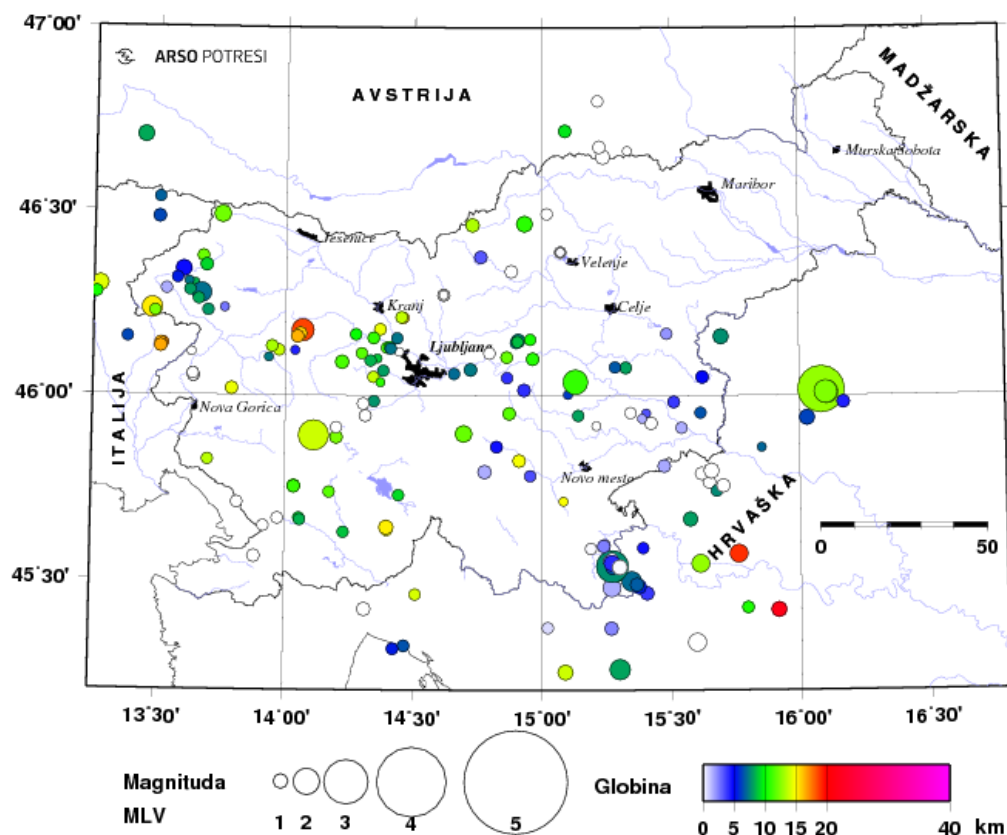 47°00'
ARSO POTRESI
AVSTRIJA
MADŽARSKA
Murska Sobota
46°30'
Maribor
Jesenice
Velenje
Kranj
Celje
Ljubljana
46°00'
ITALIJA
Nova Gorica
Novo mesto
HRVAŠKA
0 50
45°30'
13°30' 14°00' 14°30' 15°00' 15°30' 16°00' 16°30'
Magnituda
MLV
1 2 3 4 5
Globina
0 5 10 15 20 40 km